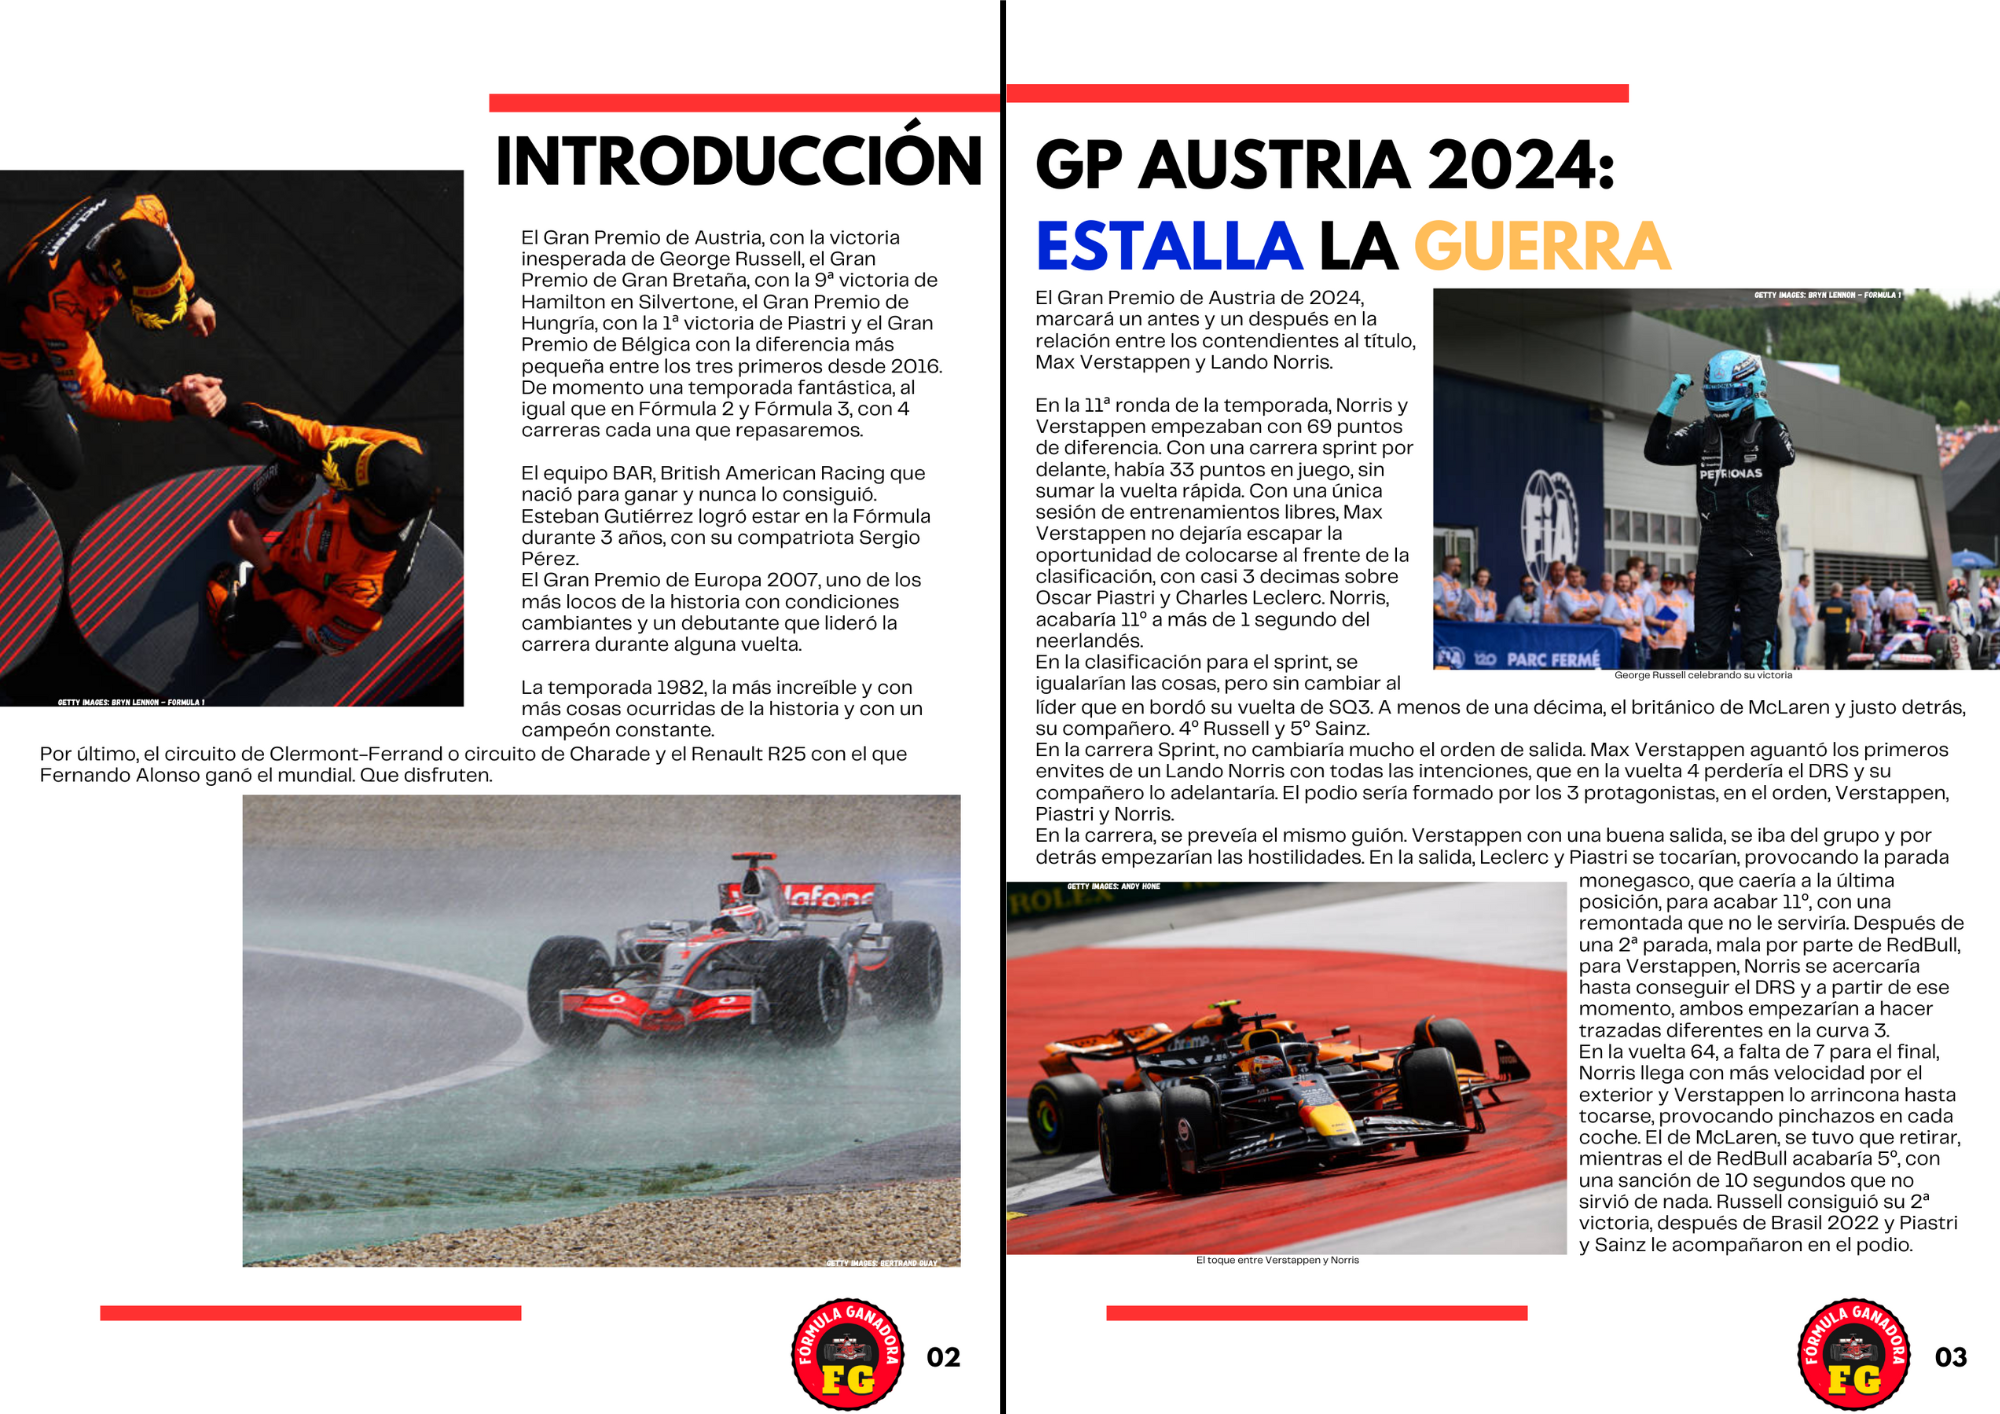 INTRODUCCIÓN
El Gran Premio de Austria, con la victoria
inesperada de George Russell, el Gran
Premio de Gran Bretaña, con la 9ª victoria de
Hamilton en Silvertone, el Gran Premio de
Hungría, con la 1ª victoria de Piastri y el Gran
Premio de Bélgica con la diferencia más
pequeña entre los tres primeros desde 2016.
De momento una temporada fantástica, al
igual que en Fórmula 2 y Fórmula 3, con 4
carreras cada una que repasaremos.
El equipo BAR, British American Racing que
nació para ganar y nunca lo consiguió.
Esteban Gutiérrez logró estar en la Fórmula
durante 3 años, con su compatriota Sergio
Pérez.
El Gran Premio de Europa 2007, uno de los
más locos de la historia con condiciones
cambiantes y un debutante que lideró la
carrera durante alguna vuelta.
La temporada 1982, la más increíble y con
más cosas ocurridas de la historia y con un
campeón constante.
Por último, el circuito de Clermont-Ferrand o circuito de Charade y el Renault R25 con el que
Fernando Alonso ganó el mundial. Que disfruten.
GETTY IMAGES: BRYN LENNON - FORMULA 1
McLaren
1ST
PIRELLI
vodafone
GETTY IMAGES: BERTRAND GUAY
FÓRMULA GANADORA
FG
02
GP AUSTRIA 2024:
ESTALLA LA GUERRA
El Gran Premio de Austria de 2024,
marcará un antes y un después en la
relación entre los contendientes al título,
Max Verstappen y Lando Norris.
En la 11ª ronda de la temporada, Norris y
Verstappen empezaban con 69 puntos
de diferencia. Con una carrera sprint por
delante, había 33 puntos en juego, sin
sumar la vuelta rápida. Con una única
sesión de entrenamientos libres, Max
Verstappen no dejaría escapar la
oportunidad de colocarse al frente de la
clasificación, con casi 3 decimas sobre
Oscar Piastri y Charles Leclerc. Norris,
acabaría 11º a más de 1 segundo del
neerlandés.
En la clasificación para el sprint, se
igualarían las cosas, pero sin cambiar al
líder que en bordó su vuelta de SQ3. A menos de una décima, el británico de McLaren y justo detrás,
su compañero. 4º Russell y 5º Sainz.
En la carrera Sprint, no cambiaría mucho el orden de salida. Max Verstappen aguantó los primeros
envites de un Lando Norris con todas las intenciones, que en la vuelta 4 perdería el DRS y su
compañero lo adelantaría. El podio sería formado por los 3 protagonistas, en el orden, Verstappen,
Piastri y Norris.
En la carrera, se preveía el mismo guión. Verstappen con una buena salida, se iba del grupo y por
detrás empezarían las hostilidades. En la salida, Leclerc y Piastri se tocarían, provocando la parada
monegasco, que caería a la última
posición, para acabar 11º, con una
remontada que no le serviría. Después de
una 2ª parada, mala por parte de RedBull,
para Verstappen, Norris se acercaría
hasta conseguir el DRS y a partir de ese
momento, ambos empezarían a hacer
trazadas diferentes en la curva 3.
En la vuelta 64, a falta de 7 para el final,
Norris llega con más velocidad por el
exterior y Verstappen lo arrincona hasta
tocarse, provocando pinchazos en cada
coche. El de McLaren, se tuvo que retirar,
mientras el de RedBull acabaría 5º, con
una sanción de 10 segundos que no
sirvió de nada. Russell consiguió su 2ª
victoria, después de Brasil 2022 y Piastri
y Sainz le acompañaron en el podio.
GETTY IMAGES: BRYN LENNON - FORMULA 1
PETRONAS
FIA
FIA 120 PARC FERMÉ
George Russell celebrando su victoria
GETTY IMAGES: ANDY HONE
ROLEX
chrome
El toque entre Verstappen y Norris
FÓRMULA GANADORA
FG
03